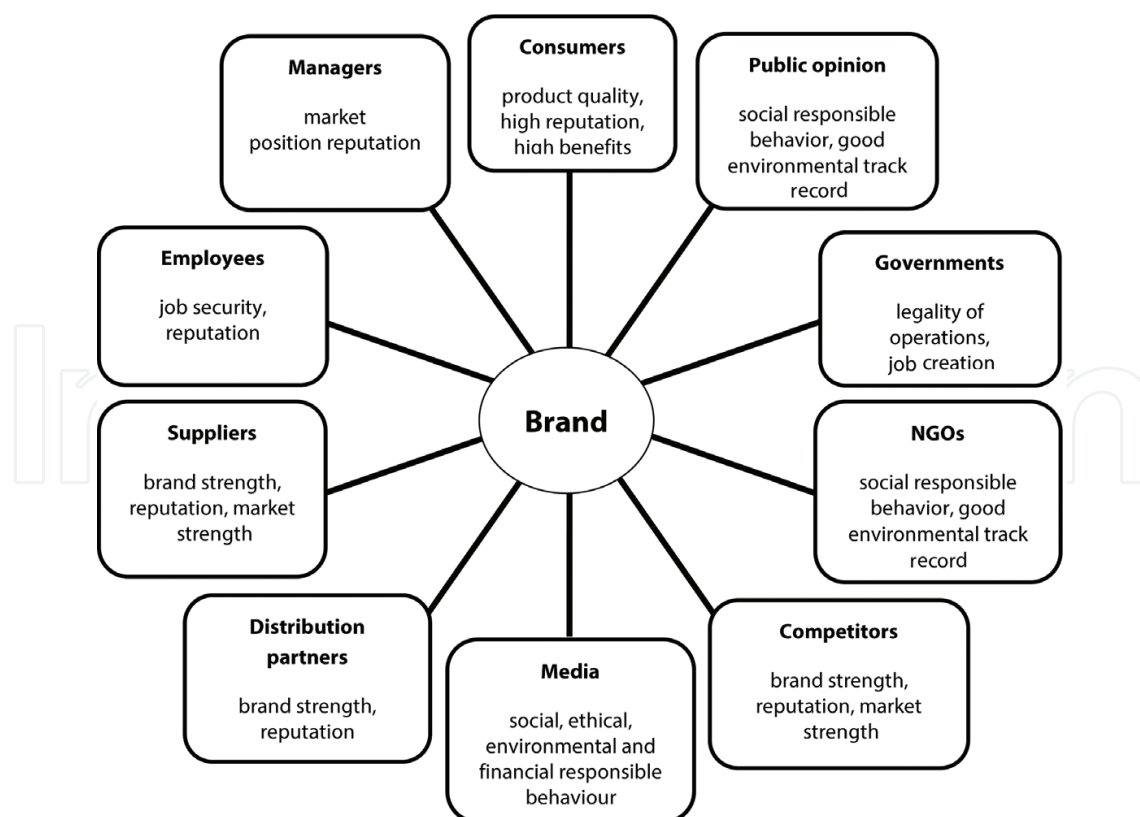 Consumers
product quality,
high reputation,
high benefits
Public opinion
social responsible
behavior, good
environmental track
record
Governments
legality of
operations,
job creation
NGOs
social responsible
behavior, good
environmental track
record
Competitors
brand strength,
reputation, market
strength
Media
social, ethical,
environmental and
financial responsible
behaviour
Distribution
partners
brand strength,
reputation
Suppliers
brand strength,
reputation, market
strength
Employees
job security,
reputation
Managers
market
position reputation
Brand